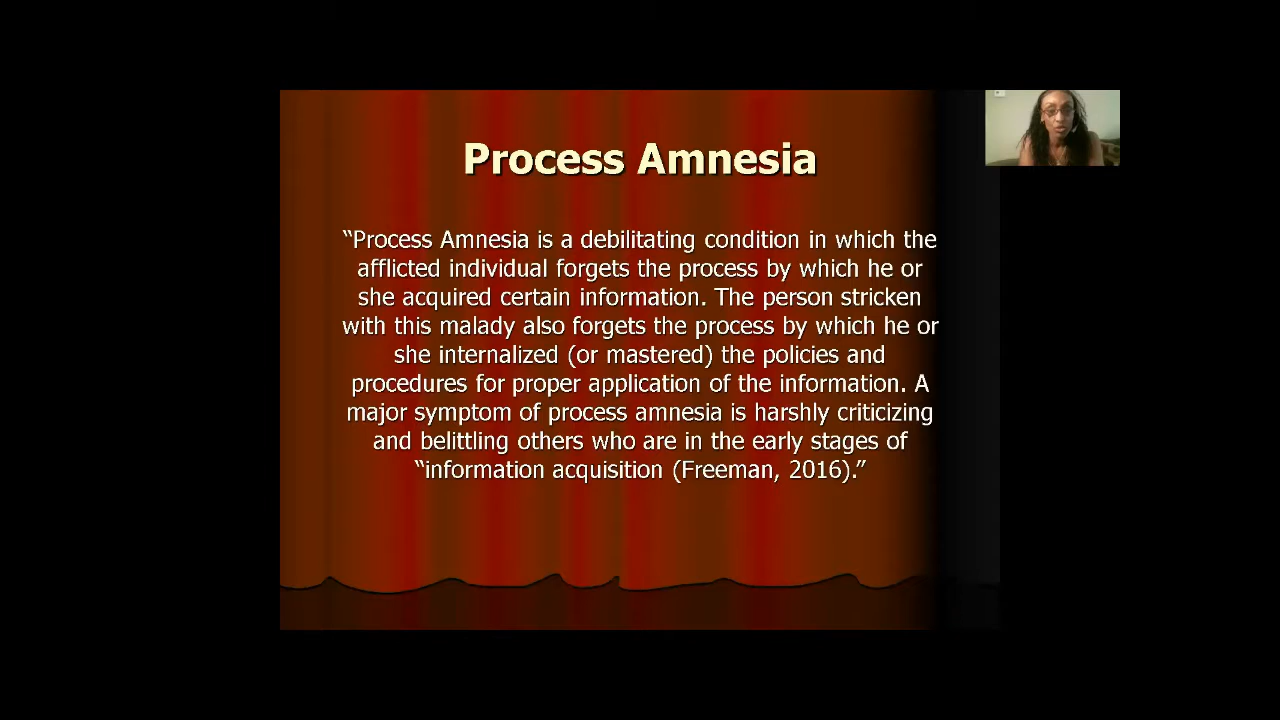 Process Amnesia
“Process Amnesia is a debilitating condition in which the
afflicted individual forgets the process by which he or
she acquired certain information. The person stricken
with this malady also forgets the process by which he or
she internalized (or mastered) the policies and
procedures for proper application of the information. A
major symptom of process amnesia is harshly criticizing
and belittling others who are in the early stages of
“information acquisition (Freeman, 2016).”